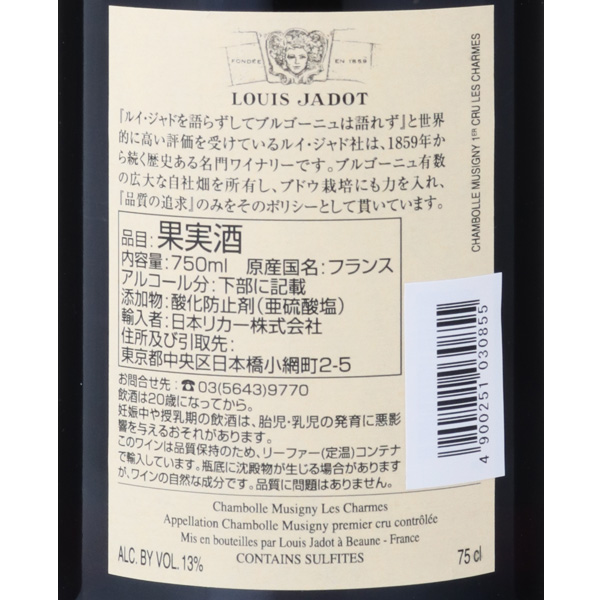 FONDÉE EN 1859
LOUIS JADOT
『ルイ・ジャドを語らずしてブルゴーニュは語れず』と世界
的に高い評価を受けているルイ・ジャド社は、1859年か
ら続く歴史ある名門ワイナリーです。ブルゴーニュ有数
の広大な自社畑を所有し、ブドウ栽培にも力を入れ、
『品質の追求』のみをそのポリシーとして貫いています。
品目:果実酒
内容量:750ml 原産国名:フランス
アルコール分:下部に記載
添加物:酸化防止剤(亜硫酸塩)
輸入者:日本リカー株式会社
住所及び引取先:
東京都中央区日本橋小網町2-5
お問合せ先:☎03(5643)9770
飲酒は20歳になってから。
妊娠中や授乳期の飲酒は、胎児・乳児の発育に悪影
響を与えるおそれがあります。
このワインは品質保持のため、リーファー(定温)コンテナ
で輸入しています。瓶底に沈殿物が生じる場合があります
が、ワインの自然な成分です。品質に問題はありません。
Chambolle Musigny Les Charmes
Appellation Chambolle Musigny premier cru contrôlée
Mis en bouteilles par Louis Jadot à Beaune - France
ALC. BY VOL. 13% CONTAINS SULFITES 75 cl
CHAMBOLLE MUSIGNY 1ER CRU LES CHARMES
4 900251 030855